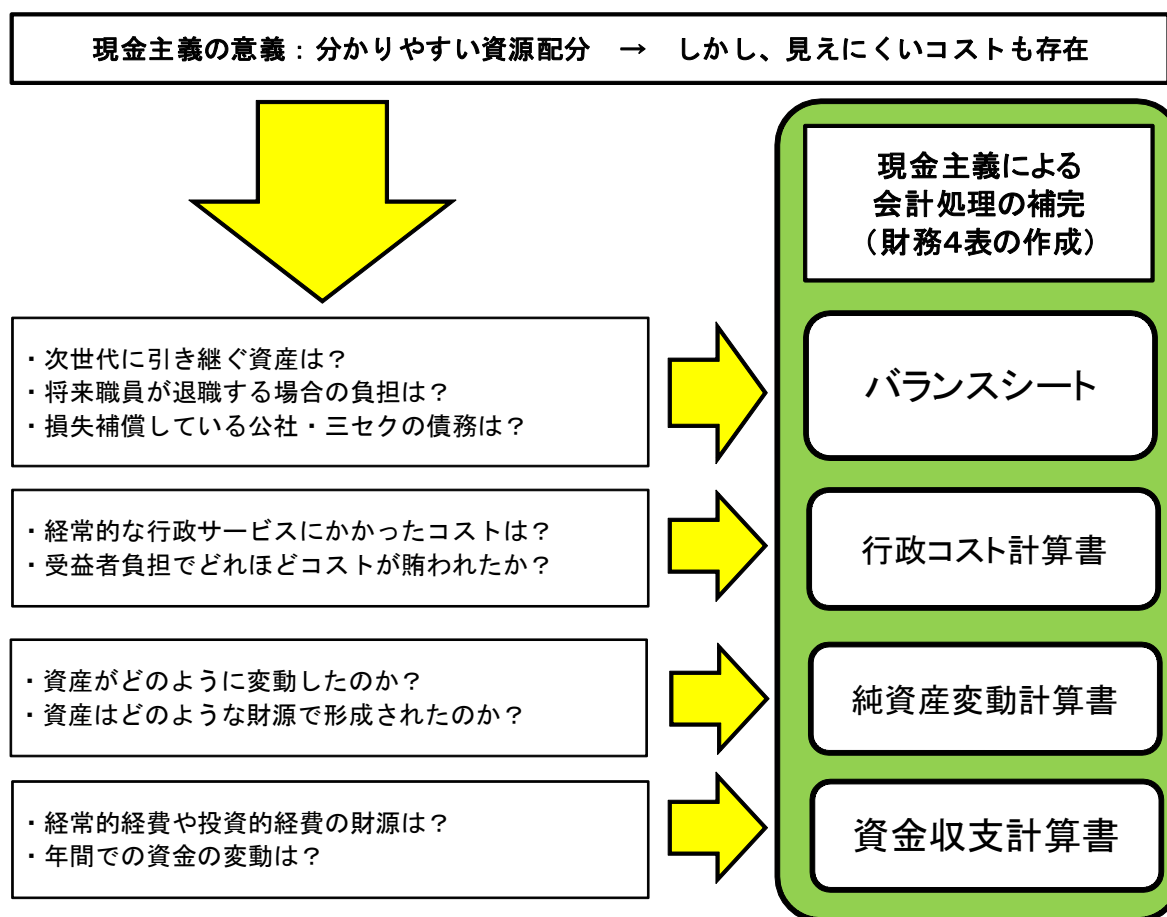 現金主義の意義：分かりやすい資源配分　→　しかし、見えにくいコストも存在
現金主義による
会計処理の補完
（財務4表の作成）
・次世代に引き継ぐ資産は？
・将来職員が退職する場合の負担は？
・損失補償している公社・三セクの債務は？
バランスシート
・経常的な行政サービスにかかったコストは？
・受益者負担でどれほどコストが賄われたか？
行政コスト計算書
・資産がどのように変動したのか？
・資産はどのような財源で形成されたのか？
純資産変動計算書
・経常的経費や投資的経費の財源は？
・年間での資金の変動は？
資金収支計算書